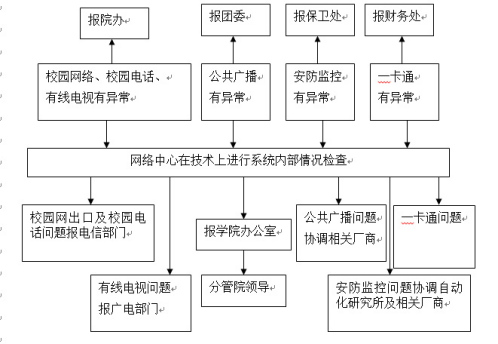 报院办
报团委
报保卫处
报财务处
校园网络、校园电话、
有线电视有异常
公共广播
有异常
安防监控
有异常
一卡通
有异常
网络中心在技术上进行系统内部情况检查
校园网出口及校园电
话问题报电信部门
报学院办公室
公共广播问题
协调相关厂商
一卡通问题
有线电视问题
报广电部门
分管院领导
安防监控问题协调自动
化研究所及相关厂商